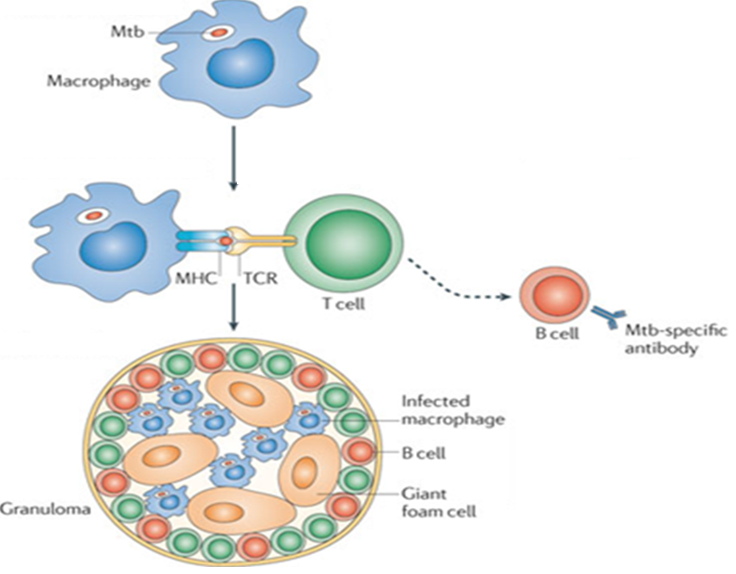 Mtb
Macrophage
MHC
TCR
T cell
B cell
Mtb-specific
antibody
Infected
macrophage
B cell
Giant
foam cell
Granuloma